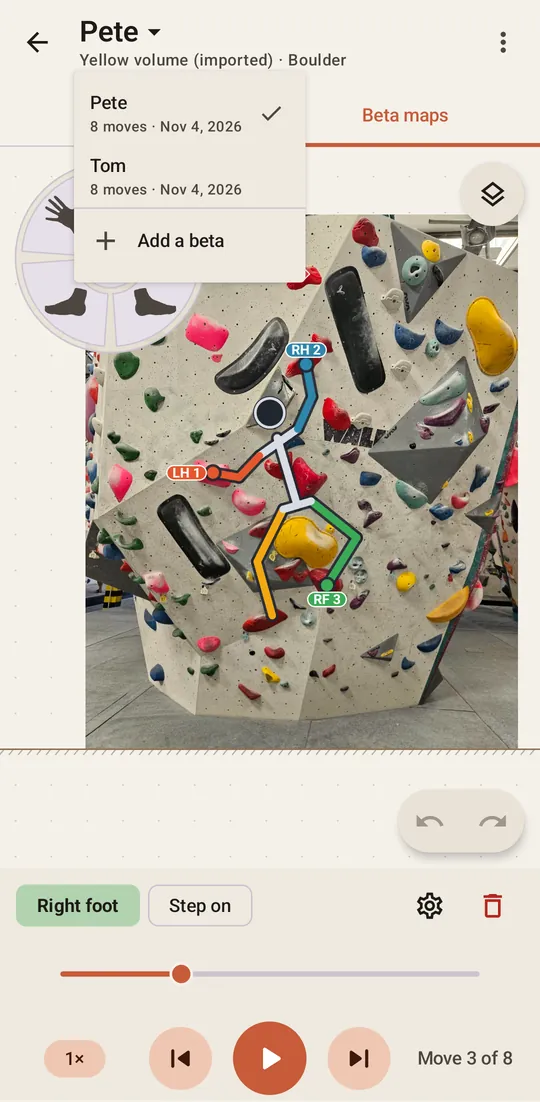 Pete
Yellow volume (imported) · Boulder
Pete
8 moves · Nov 4, 2026
Tom
8 moves · Nov 4, 2026
Add a beta
Beta maps
RH 2
LH 1
RF 3
Right foot
Step on
1×
Move 3 of 8